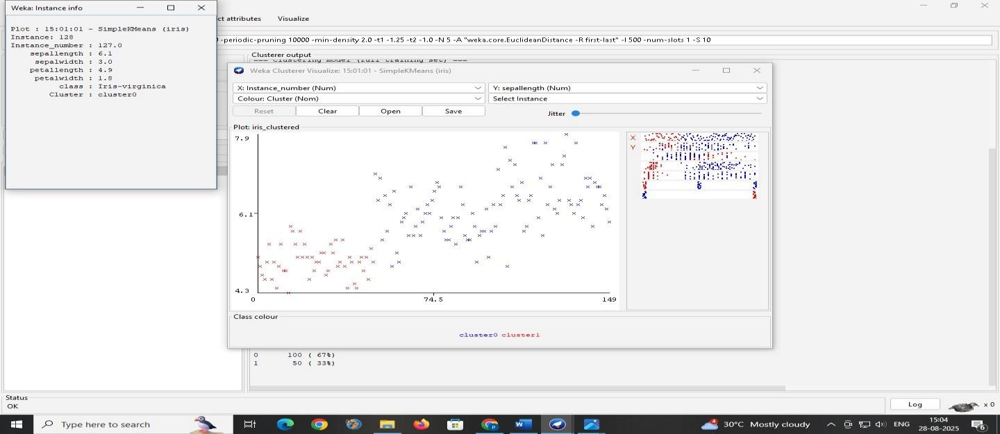 Weka: Instance info
Plot : 15:01:01 - SimpleKMeans (iris)
Instance: 128
Instance_number : 127.0
sepallength : 6.1
sepalwidth : 3.0
petallength : 4.9
petalwidth : 1.8
class : Iris-virginica
Cluster : cluster0
ct attributes Visualize
-periodic-pruning 10000 -min-density 2.0 -t1 -1.25 -t2 -1.0 -N 5 -A "weka.core.EuclideanDistance -R first-last" -I 500 -num-slots 1 -S 10
Clusterer output
=== Clustering model (full training set) ===
Weka Clusterer Visualize: 15:01:01 - SimpleKMeans (iris)
X: Instance_number (Num) Y: sepallength (Num)
Colour: Cluster (Nom) Select Instance
Reset Clear Open Save Jitter
Plot: iris_clustered
7.9
6.1
4.3
0 74.5 149
X
Y
Class colour
cluster0 cluster1
0 100 ( 67%)
1 50 ( 33%)
Status
OK
Log x 0
Type here to search
30°C Mostly cloudy
ENG
15:04
28-08-2025
6